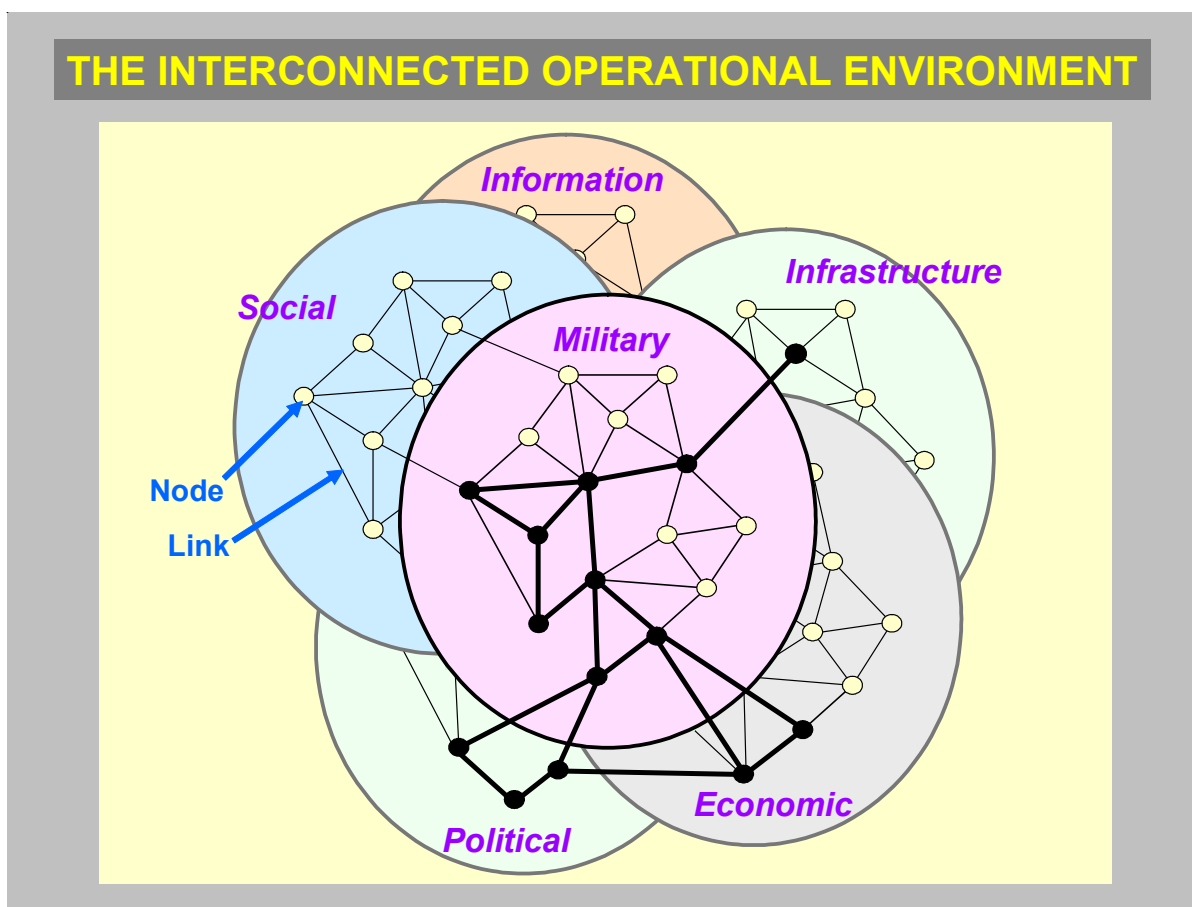 THE INTERCONNECTED OPERATIONAL ENVIRONMENT
Information
Infrastructure
Social
Military
Node
Link
Economic
Political